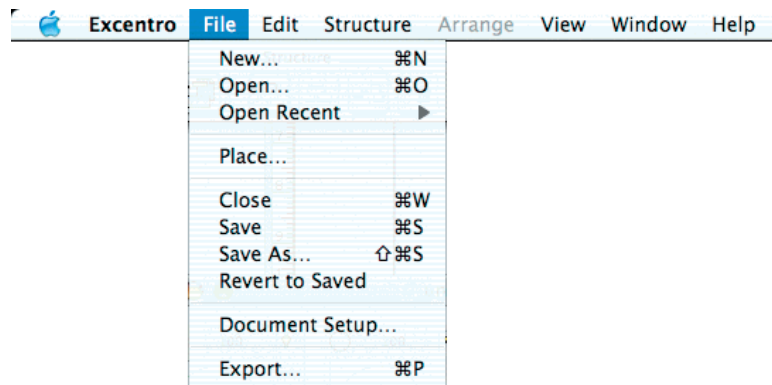 Excentro File Edit Structure Arrange View Window Help
New... ⌘N
Open... ⌘O
Open Recent ▶
Place...
Close ⌘W
Save ⌘S
Save As... ⇧⌘S
Revert to Saved
Document Setup...
Export... ⌘P